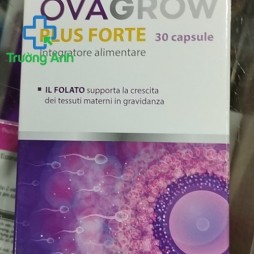 OVAGROW
PLUS FORTE 30 capsule
integratore alimentare
Trường Anh
• IL FOLATO supporta la crescita
dei tessuti materni in gravidanza